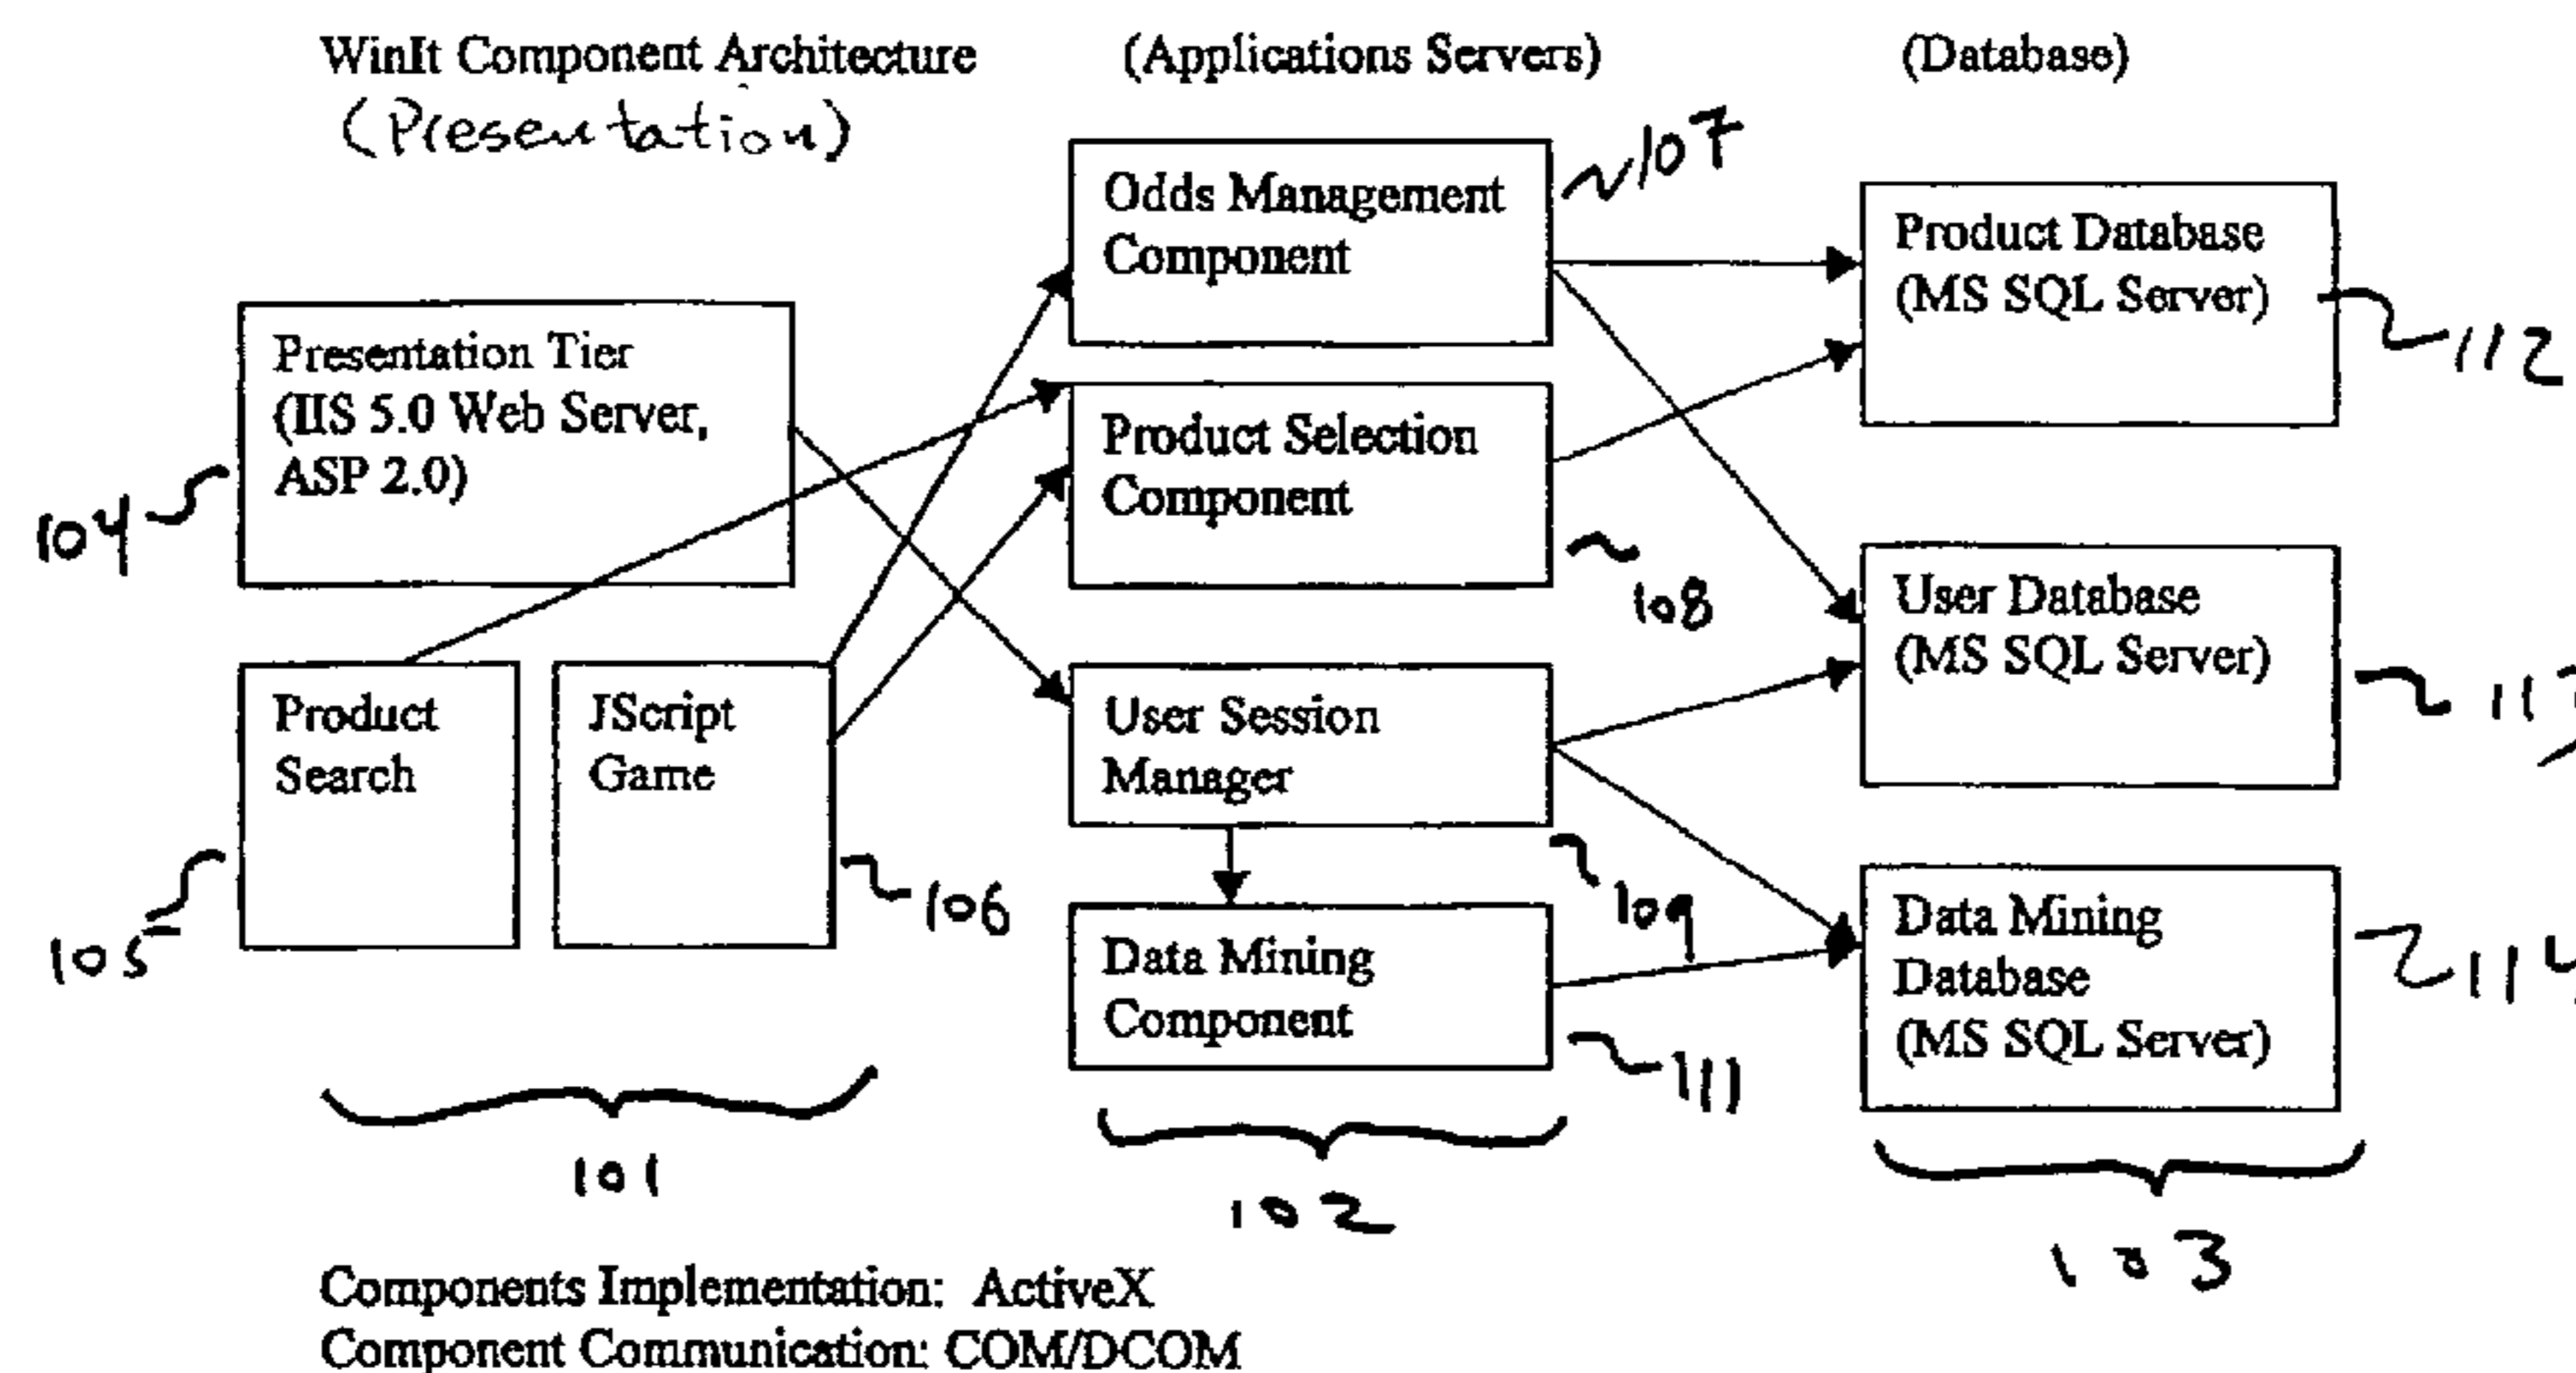 WinIt Component Architecture
(Presentation)
(Applications Servers)
(Database)
Presentation Tier
(IIS 5.0 Web Server,
ASP 2.0)
104
Product
Search
105
JScript
Game
106
101
Odds Management
Component
107
Product Selection
Component
108
User Session
Manager
109
Data Mining
Component
111
102
Product Database
(MS SQL Server)
112
User Database
(MS SQL Server)
113
Data Mining
Database
(MS SQL Server)
114
103
Components Implementation: ActiveX
Component Communication: COM/DCOM